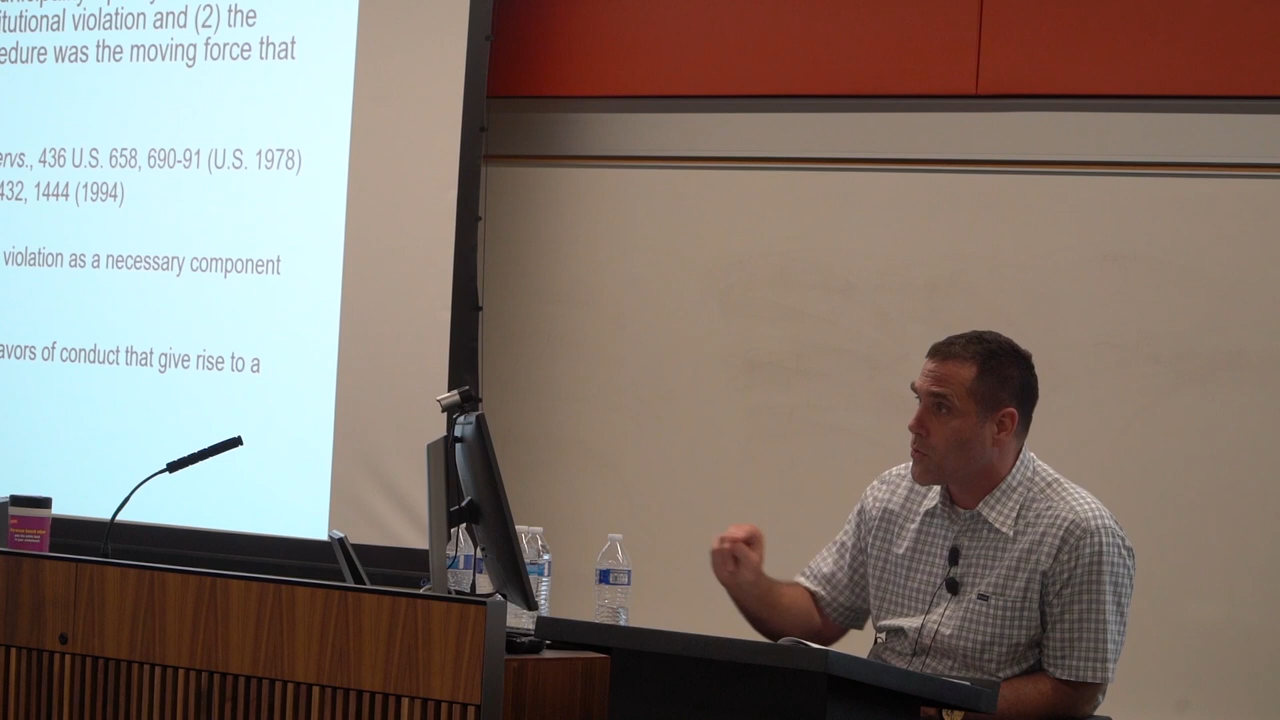 itutional violation and (2) the
edure was the moving force that
ervs., 436 U.S. 658, 690-91 (U.S. 1978)
432, 1444 (1994)
violation as a necessary component
avors of conduct that give rise to a